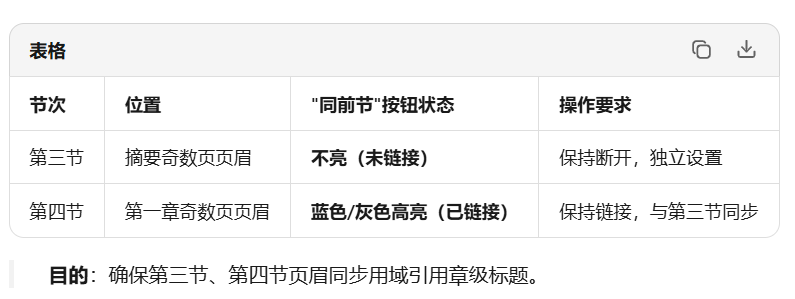 表格
节次 位置 "同前节"按钮状态 操作要求
第三节 摘要奇数页页眉 不亮（未链接） 保持断开，独立设置
第四节 第一章奇数页页眉 蓝色/灰色高亮（已链接） 保持链接，与第三节同步
目的：确保第三节、第四节页眉同步用域引用章级标题。